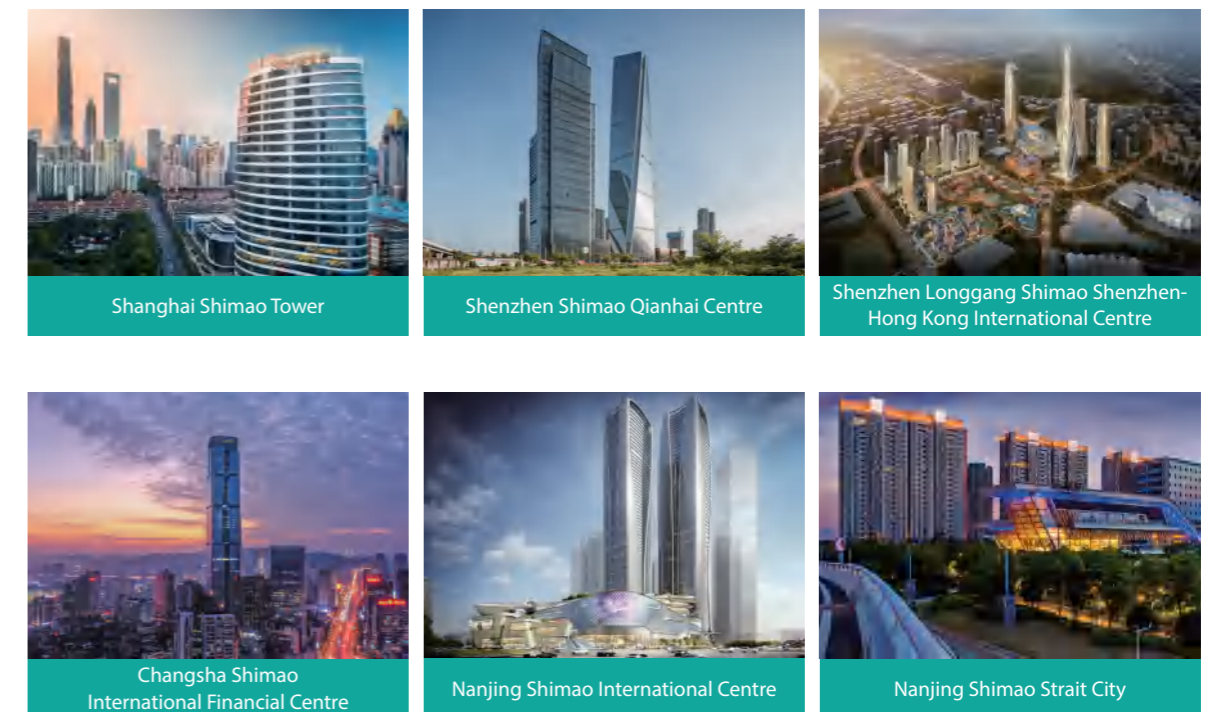 Shanghai Shimao Tower
Shenzhen Shimao Qianhai Centre
Shenzhen Longgang Shimao Shenzhen-
Hong Kong International Centre
Changsha Shimao
International Financial Centre
Nanjing Shimao International Centre
Nanjing Shimao Strait City